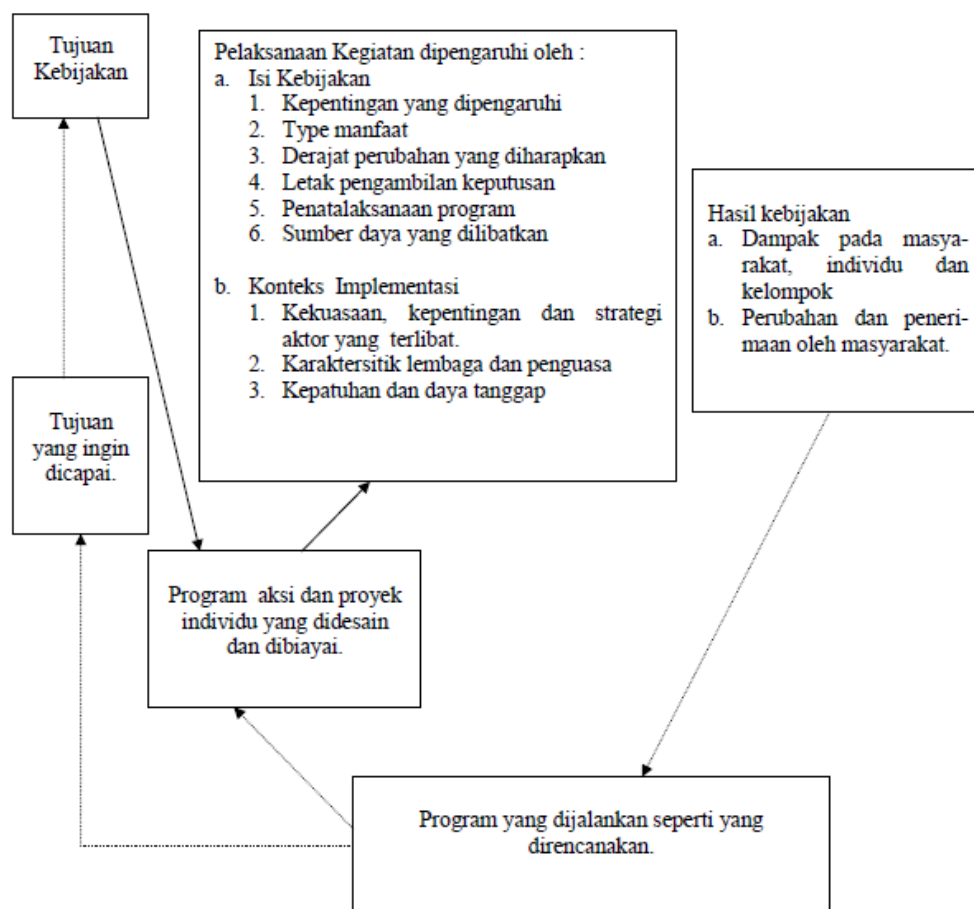 Tujuan
Kebijakan
Pelaksanaan Kegiatan dipengaruhi oleh :
a. Isi Kebijakan
1. Kepentingan yang dipengaruhi
2. Type manfaat
3. Derajat perubahan yang diharapkan
4. Letak pengambilan keputusan
5. Penatalaksanaan program
6. Sumber daya yang dilibatkan
b. Konteks Implementasi
1. Kekuasaan, kepentingan dan strategi
aktor yang terlibat.
2. Karaktersitik lembaga dan penguasa
3. Kepatuhan dan daya tanggap
Hasil kebijakan
a. Dampak pada masya-
rakat, individu dan
kelompok
b. Perubahan dan peneri-
maan oleh masyarakat.
Tujuan
yang ingin
dicapai.
Program aksi dan proyek
individu yang didesain
dan dibiayai.
Program yang dijalankan seperti yang
direncanakan.